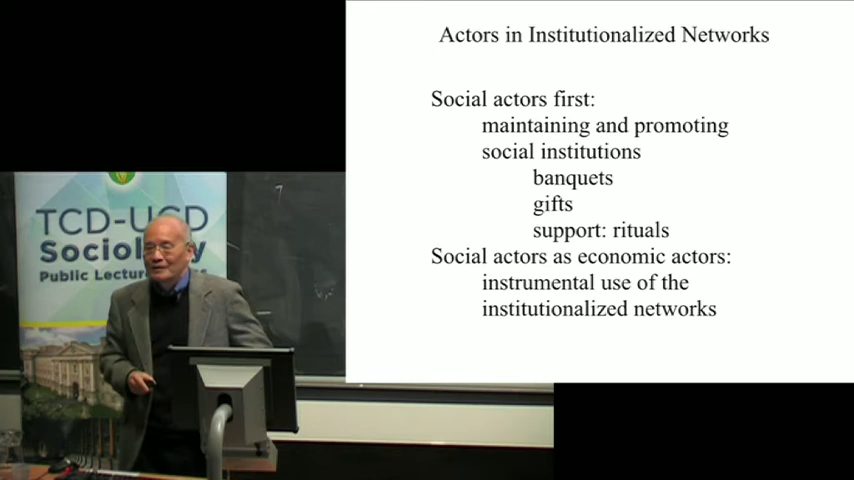 Actors in Institutionalized Networks
Social actors first:
maintaining and promoting
social institutions
banquets
gifts
support: rituals
Social actors as economic actors:
instrumental use of the
institutionalized networks
TCD-UCD
Sociology
Public Lecture